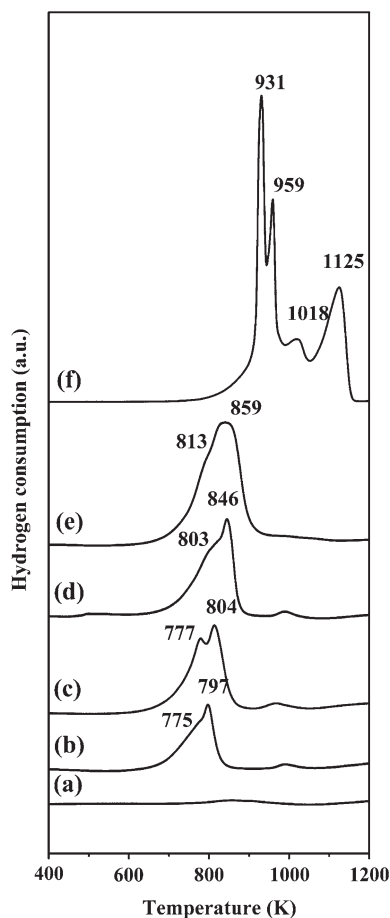 931
959
1125
1018
(f)
859
813
(e)
846
803
(d)
804
777
(c)
797
775
(b)
(a)
Hydrogen consumption (a.u.)
400 600 800 1000 1200
Temperature (K)